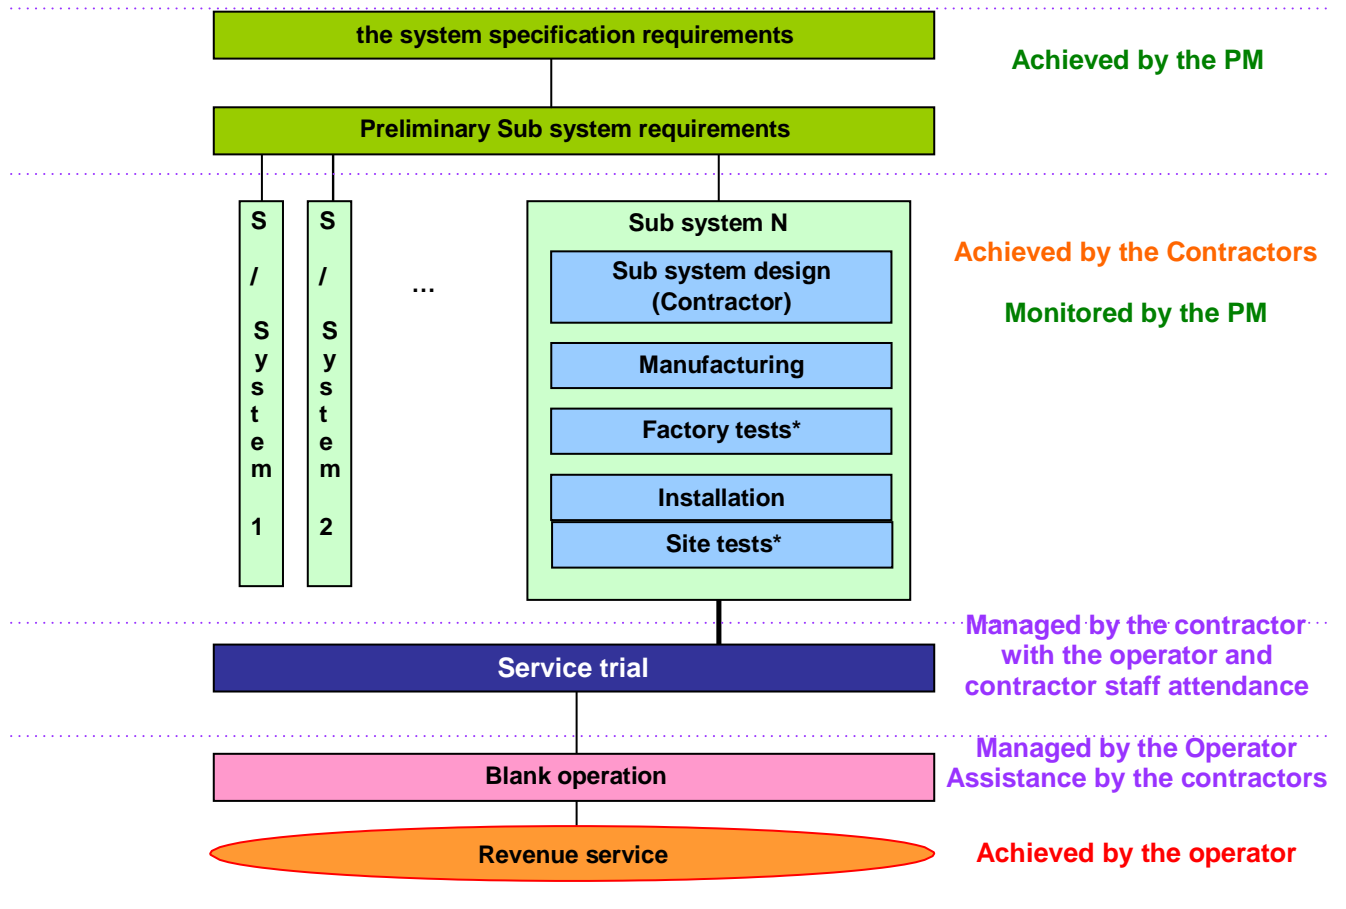 the system specification requirements
Achieved by the PM
Preliminary Sub system requirements
S
/
S
y
s
t
e
m
1
S
/
S
y
s
t
e
m
2
…
Sub system N
Sub system design
(Contractor)
Manufacturing
Factory tests*
Installation
Site tests*
Achieved by the Contractors
Monitored by the PM
Service trial
Managed by the contractor
with the operator and
contractor staff attendance
Blank operation
Managed by the Operator
Assistance by the contractors
Revenue service
Achieved by the operator